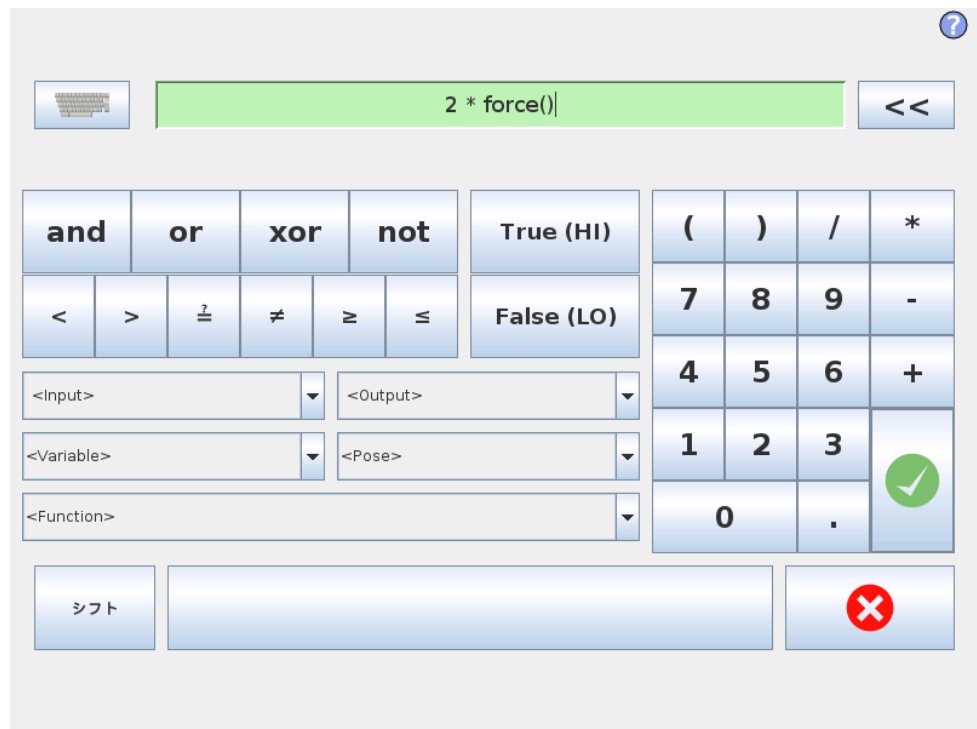 ?
2 * force()
<<
and or xor not True (HI) ( ) / *
< > ≟ ≠ ≥ ≤ False (LO) 7 8 9 -
<Input> <Output> 4 5 6 +
<Variable> <Pose> 1 2 3
<Function> 0 .
シフト